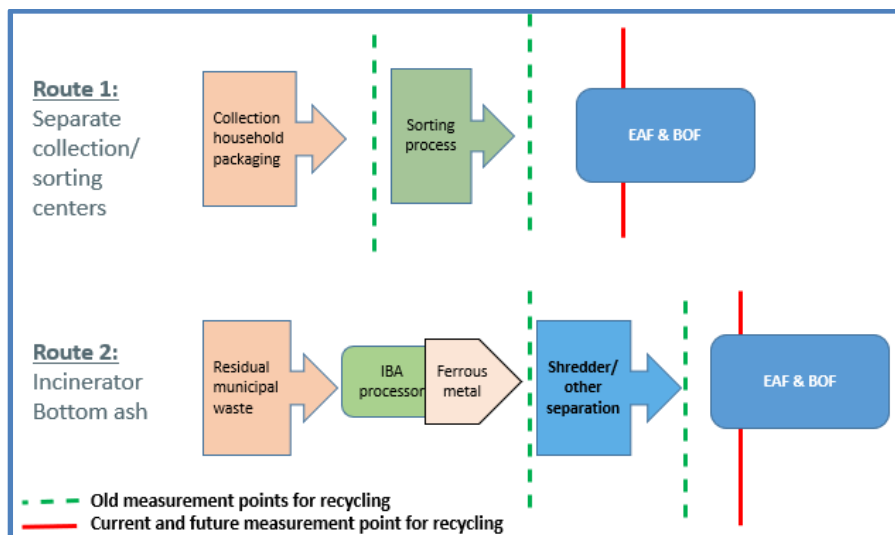 Route 1:
Separate
collection/
sorting
centers
Collection
household
packaging
Sorting
process
EAF & BOF
Route 2:
Incinerator
Bottom ash
Residual
municipal
waste
IBA
processor
Ferrous
metal
Shredder/
other
separation
EAF & BOF
Old measurement points for recycling
Current and future measurement point for recycling